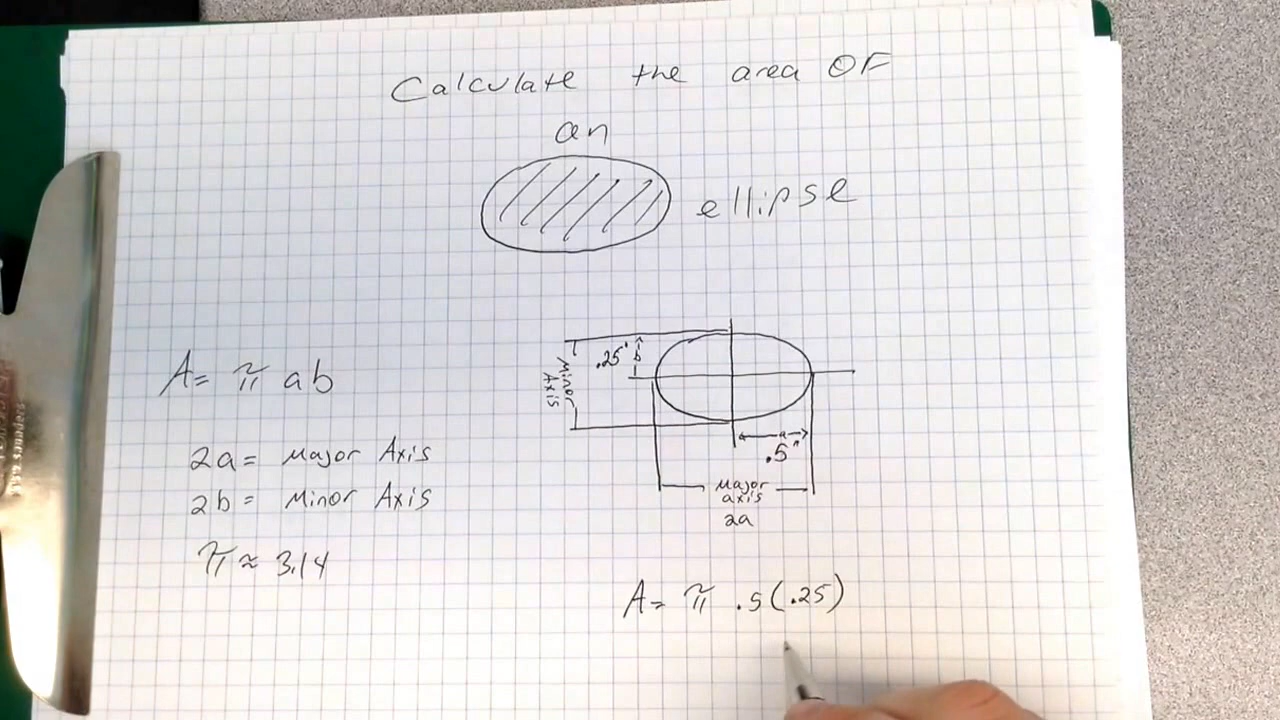 Calculate the area OF
an
ellipse
A= π ab
2a= Major Axis
2b= Minor Axis
π ≈ 3.14
.25"
b
Minor
Axis
a
.5"
Major
axis
2a
A= π .5(.25)